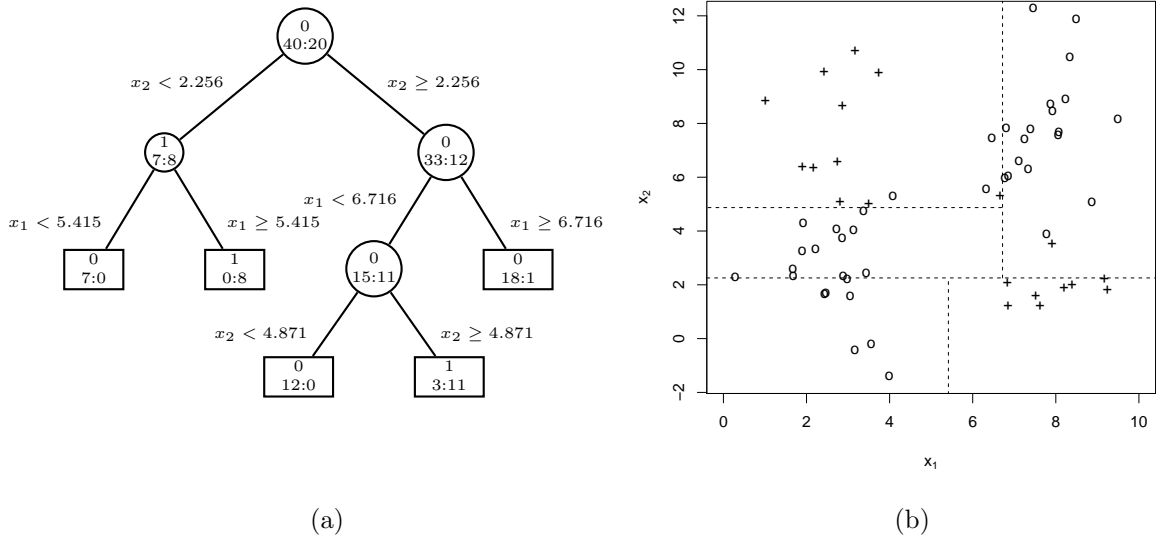 0
40:20
x₂ < 2.256
x₂ ≥ 2.256
1
7:8
0
33:12
x₁ < 5.415
x₁ ≥ 5.415
x₁ < 6.716
x₁ ≥ 6.716
0
7:0
1
0:8
0
15:11
0
18:1
x₂ < 4.871
x₂ ≥ 4.871
0
12:0
1
3:11
(a)
12
10
8
6
4
2
0
−2
x₂
0 2 4 6 8 10
x₁
(b)